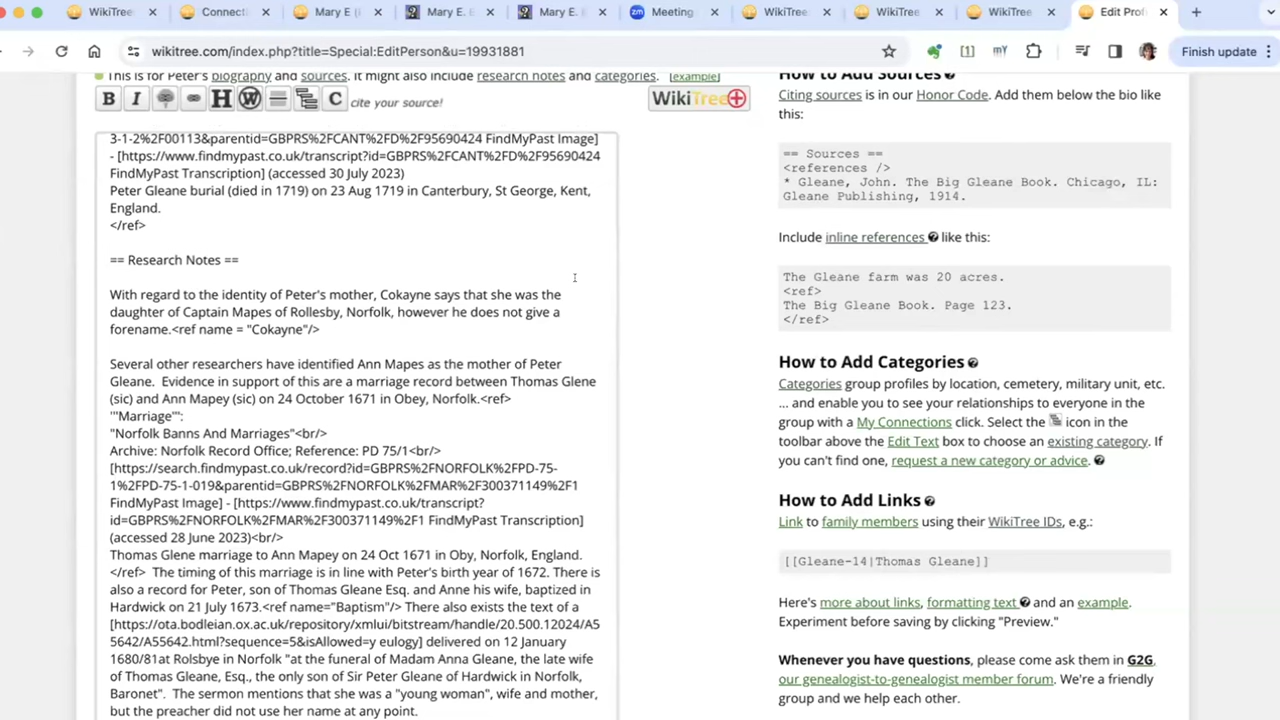 WikiTree:
Connecti
Mary E (
Mary E.
Mary E.
Meeting
WikiTree
WikiTree
WikiTree
Edit Prof
wikitree.com/index.php?title=Special:EditPerson&u=19931881
Finish update
This is for Peter's biography and sources. It might also include research notes and categories. [example]
B I H W C cite your source! WikiTree
3-1-2%2F00113&parentid=GBPRS%2FCANT%2FD%2F95690424 FindMyPast Image]
- [https://www.findmypast.co.uk/transcript?id=GBPRS%2FCANT%2FD%2F95690424
FindMyPast Transcription] (accessed 30 July 2023)
Peter Gleane burial (died in 1719) on 23 Aug 1719 in Canterbury, St George, Kent,
England.
</ref>
== Research Notes ==
With regard to the identity of Peter's mother, Cokayne says that she was the
daughter of Captain Mapes of Rollesby, Norfolk, however he does not give a
forename.<ref name = "Cokayne"/>
Several other researchers have identified Ann Mapes as the mother of Peter
Gleane.  Evidence in support of this are a marriage record between Thomas Glene
(sic) and Ann Mapey (sic) on 24 October 1671 in Obey, Norfolk.<ref>
'''Marriage''':
"Norfolk Banns And Marriages"<br/>
Archive: Norfolk Record Office; Reference: PD 75/1<br/>
[https://search.findmypast.co.uk/record?id=GBPRS%2FNORFOLK%2FPD-75-
1%2FPD-75-1-019&parentid=GBPRS%2FNORFOLK%2FMAR%2F300371149%2F1
FindMyPast Image] - [https://www.findmypast.co.uk/transcript?
id=GBPRS%2FNORFOLK%2FMAR%2F300371149%2F1 FindMyPast Transcription]
(accessed 28 June 2023)<br/>
Thomas Glene marriage to Ann Mapey on 24 Oct 1671 in Oby, Norfolk, England.
</ref>  The timing of this marriage is in line with Peter's birth year of 1672. There is
also a record for Peter, son of Thomas Gleane Esq. and Anne his wife, baptized in
Hardwick on 21 July 1673.<ref name="Baptism"/> There also exists the text of a
[https://ota.bodleian.ox.ac.uk/repository/xmlui/bitstream/handle/20.500.12024/A5
5642/A55642.html?sequence=5&isAllowed=y eulogy] delivered on 12 January
1680/81at Rolsbye in Norfolk "at the funeral of Madam Anna Gleane, the late wife
of Thomas Gleane, Esq., the only son of Sir Peter Gleane of Hardwick in Norfolk,
Baronet".  The sermon mentions that she was a "young woman", wife and mother,
but the preacher did not use her name at any point.
How to Add Sources
Citing sources is in our Honor Code. Add them below the bio like
this:
== Sources ==
<references />
* Gleane, John. The Big Gleane Book. Chicago, IL:
Gleane Publishing, 1914.
Include inline references like this:
The Gleane farm was 20 acres.
<ref>
The Big Gleane Book. Page 123.
</ref>
How to Add Categories
Categories group profiles by location, cemetery, military unit, etc.
... and enable you to see your relationships to everyone in the
group with a My Connections click. Select the icon in the
toolbar above the Edit Text box to choose an existing category. If
you can't find one, request a new category or advice.
How to Add Links
Link to family members using their WikiTree IDs, e.g.:
[[Gleane-14|Thomas Gleane]]
Here's more about links, formatting text and an example.
Experiment before saving by clicking "Preview."
Whenever you have questions, please come ask them in G2G,
our genealogist-to-genealogist member forum. We're a friendly
group and we help each other.